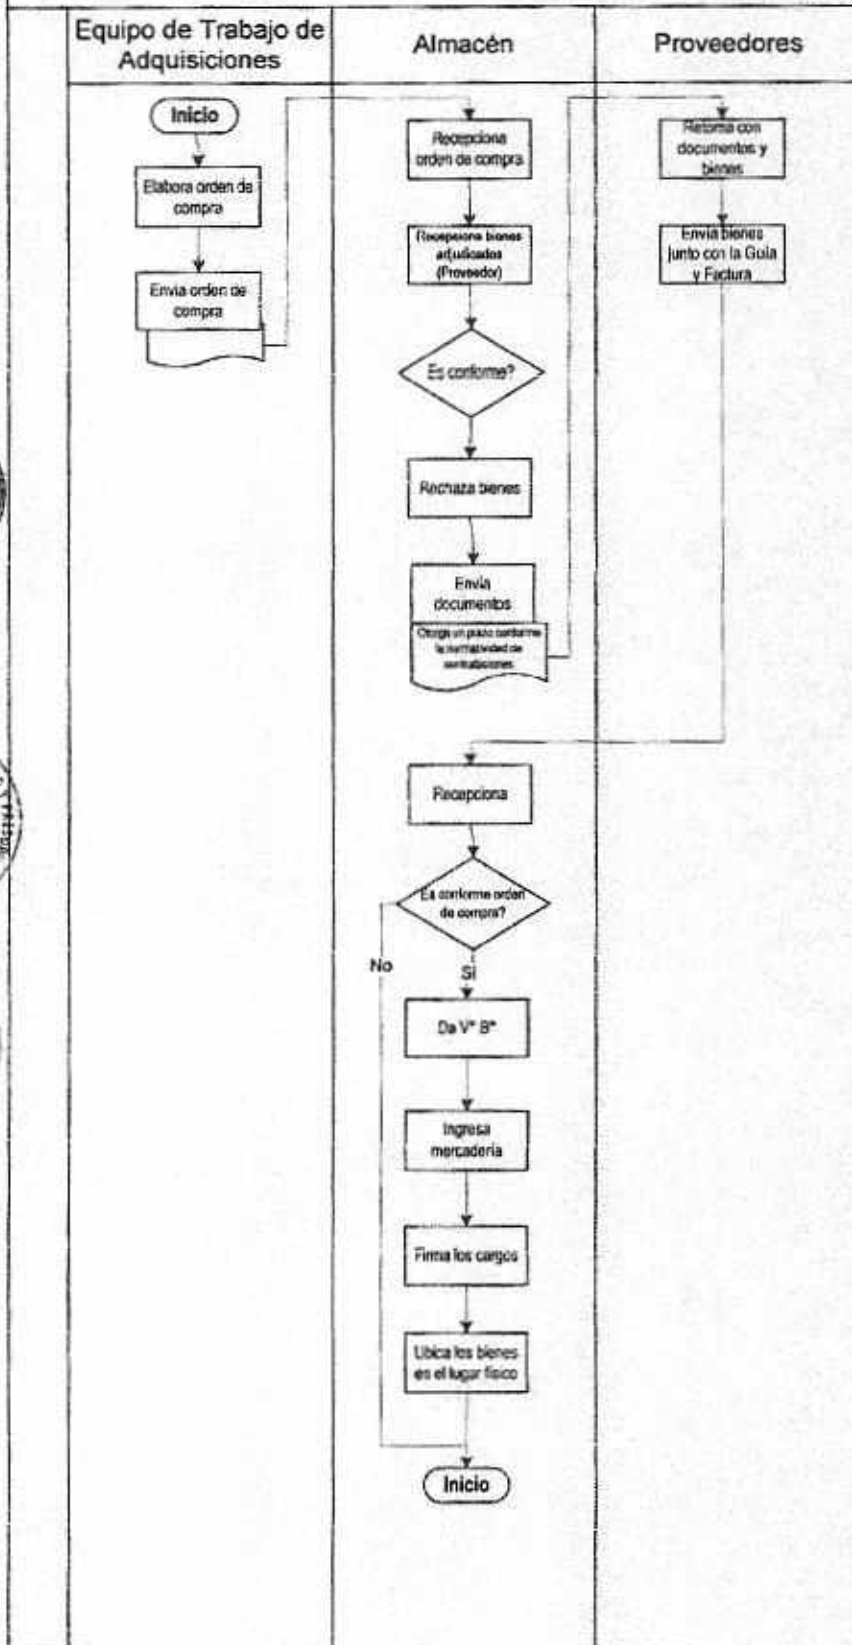 Equipo de Trabajo de
Adquisiciones
Almacén
Proveedores
Inicio
Elabora orden de
compra
Envia orden de
compra
Recepciona
orden de compra
Recepciona bienes
adjudicados
(Proveedor)
Es conforme?
Rechaza bienes
Envia
documentos
Otorga un plazo conforme
la normatividad de
contrataciones
Retorna con
documentos y
bienes
Envia bienes
junto con la Guia
y Factura
Recepciona
Es conforme orden
de compra?
No
Si
Da V° B°
Ingresa
mercaderia
Firma los cargos
Ubica los bienes
es el lugar físico
Inicio